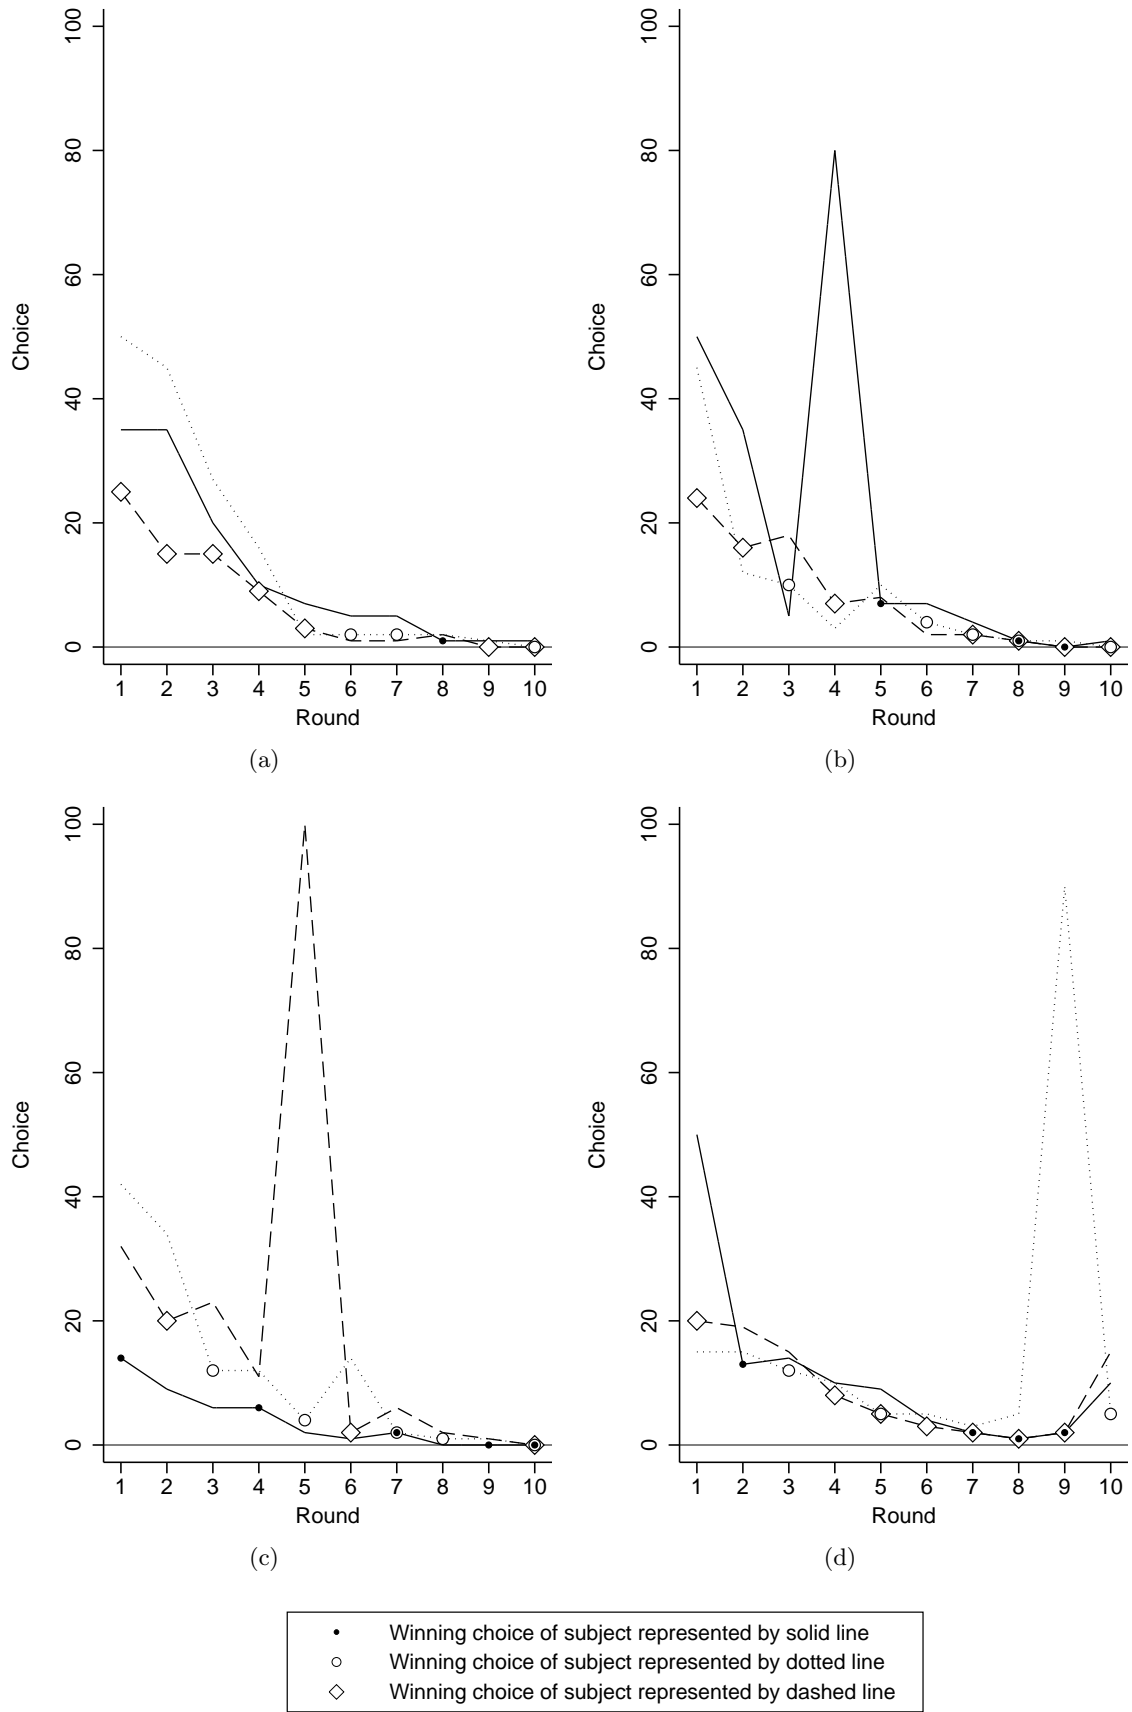 100
80
60
40
20
0
Choice
1 2 3 4 5 6 7 8 9 10
Round
(a)
100
80
60
40
20
0
Choice
1 2 3 4 5 6 7 8 9 10
Round
(b)
100
80
60
40
20
0
Choice
1 2 3 4 5 6 7 8 9 10
Round
(c)
100
80
60
40
20
0
Choice
1 2 3 4 5 6 7 8 9 10
Round
(d)
Winning choice of subject represented by solid line
Winning choice of subject represented by dotted line
Winning choice of subject represented by dashed line